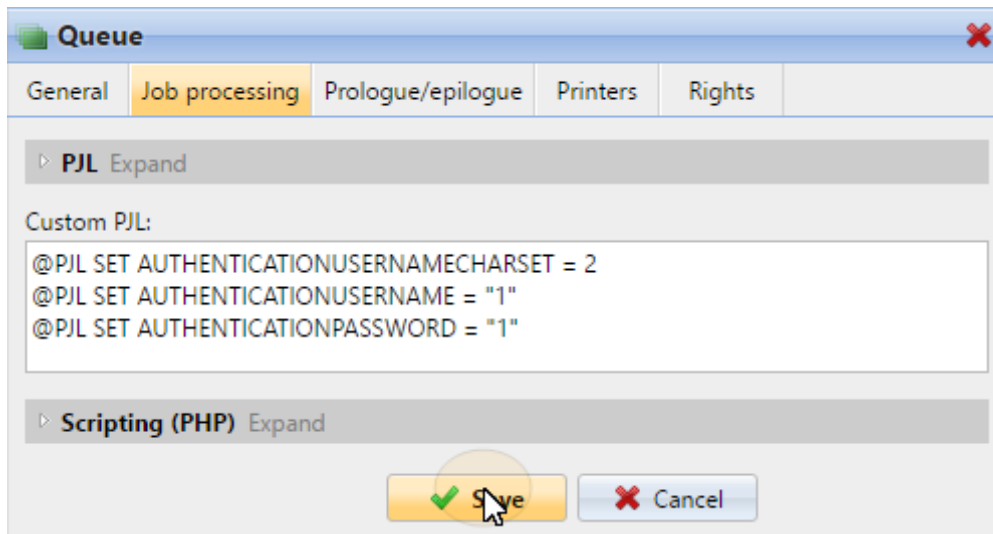 Queue
General Job processing Prologue/epilogue Printers Rights
PJL Expand
Custom PJL:
@PJL SET AUTHENTICATIONUSERNAMECHARSET = 2
@PJL SET AUTHENTICATIONUSERNAME = "1"
@PJL SET AUTHENTICATIONPASSWORD = "1"
Scripting (PHP) Expand
Save Cancel